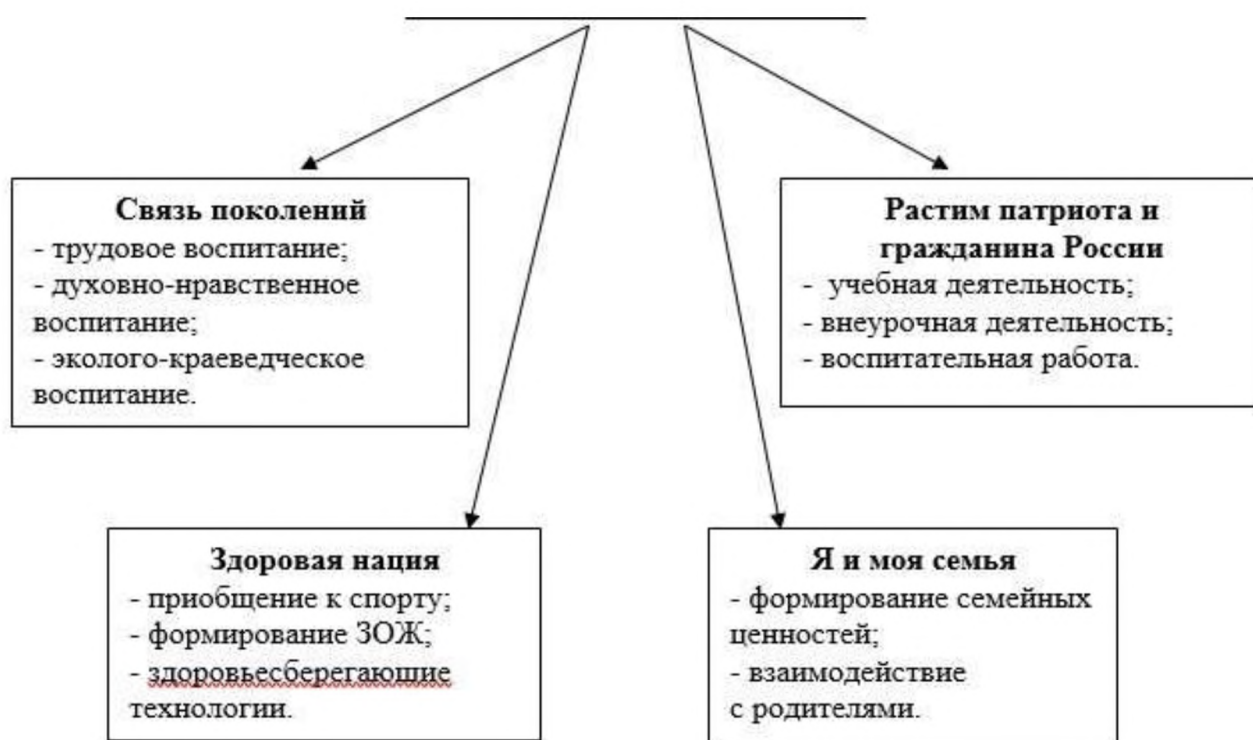 Связь поколений
- трудовое воспитание;
- духовно-нравственное
воспитание;
- эколого-краеведческое
воспитание.
Растим патриота и
гражданина России
- учебная деятельность;
- внеурочная деятельность;
- воспитательная работа.
Здоровая нация
- приобщение к спорту;
- формирование ЗОЖ;
- здоровьесберегаюшие
технологии.
Я и моя семья
- формирование семейных
ценностей;
- взаимодействие
с родителями.